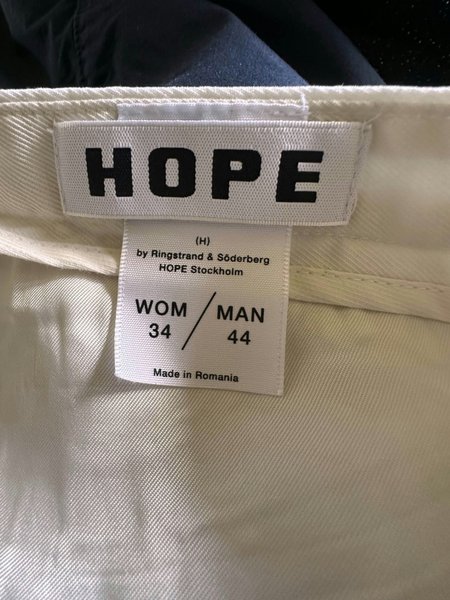 HOPE
(H)
by Ringstrand & Söderberg
HOPE Stockholm
WOM / MAN
34 / 44
Made in Romania